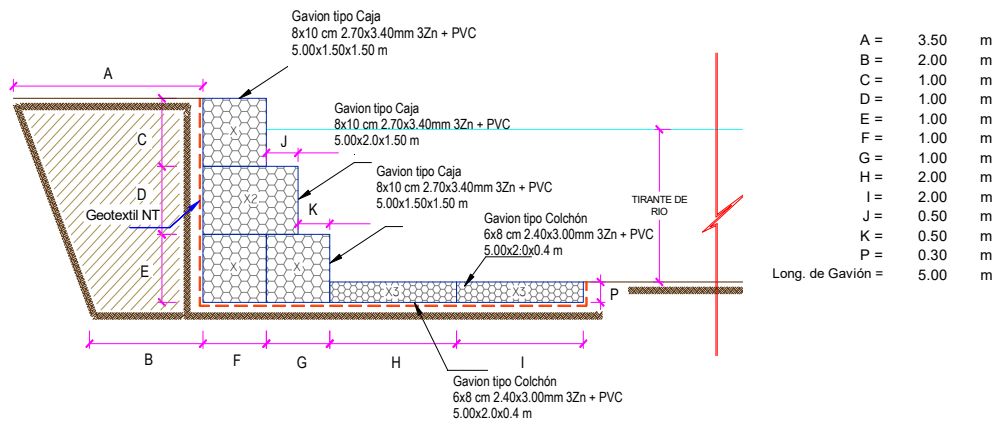 Gavion tipo Caja
8x10 cm 2.70x3.40mm 3Zn + PVC
5.00x1.50x1.50 m
A
C
X
J
Gavion tipo Caja
8x10 cm 2.70x3.40mm 3Zn + PVC
5.00x2.0x1.50 m
D
X2
K
Gavion tipo Caja
8x10 cm 2.70x3.40mm 3Zn + PVC
5.00x1.50x1.50 m
Geotextil NT
TIRANTE DE
RIO
Gavion tipo Colchón
6x8 cm 2.40x3.00mm 3Zn + PVC
5.00x2.0x0.4 m
E
X
X
X3
X3
P
B
F
G
H
I
Gavion tipo Colchón
6x8 cm 2.40x3.00mm 3Zn + PVC
5.00x2.0x0.4 m
A = 3.50 m
B = 2.00 m
C = 1.00 m
D = 1.00 m
E = 1.00 m
F = 1.00 m
G = 1.00 m
H = 2.00 m
I = 2.00 m
J = 0.50 m
K = 0.50 m
P = 0.30 m
Long. de Gavión = 5.00 m